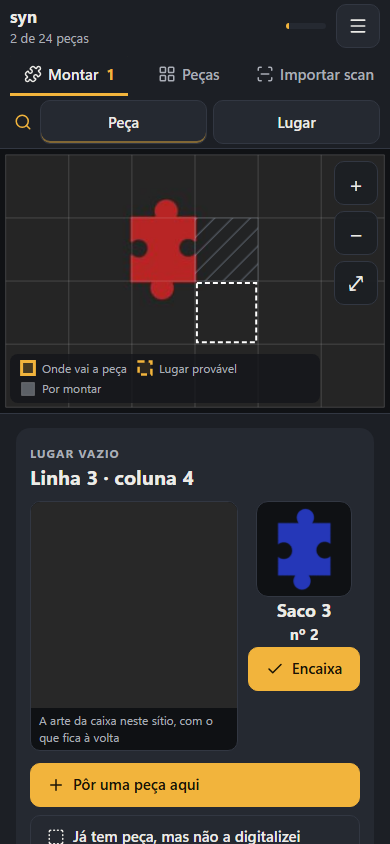 syn
2 de 24 peças
Montar 1
Peças
Importar scan
Peça
Lugar
Onde vai a peça
Lugar provável
Por montar
LUGAR VAZIO
Linha 3 · coluna 4
Saco 3
nº 2
Encaixa
A arte da caixa neste sítio, com o
que fica à volta
Pôr uma peça aqui
Já tem peça, mas não a digitalizei